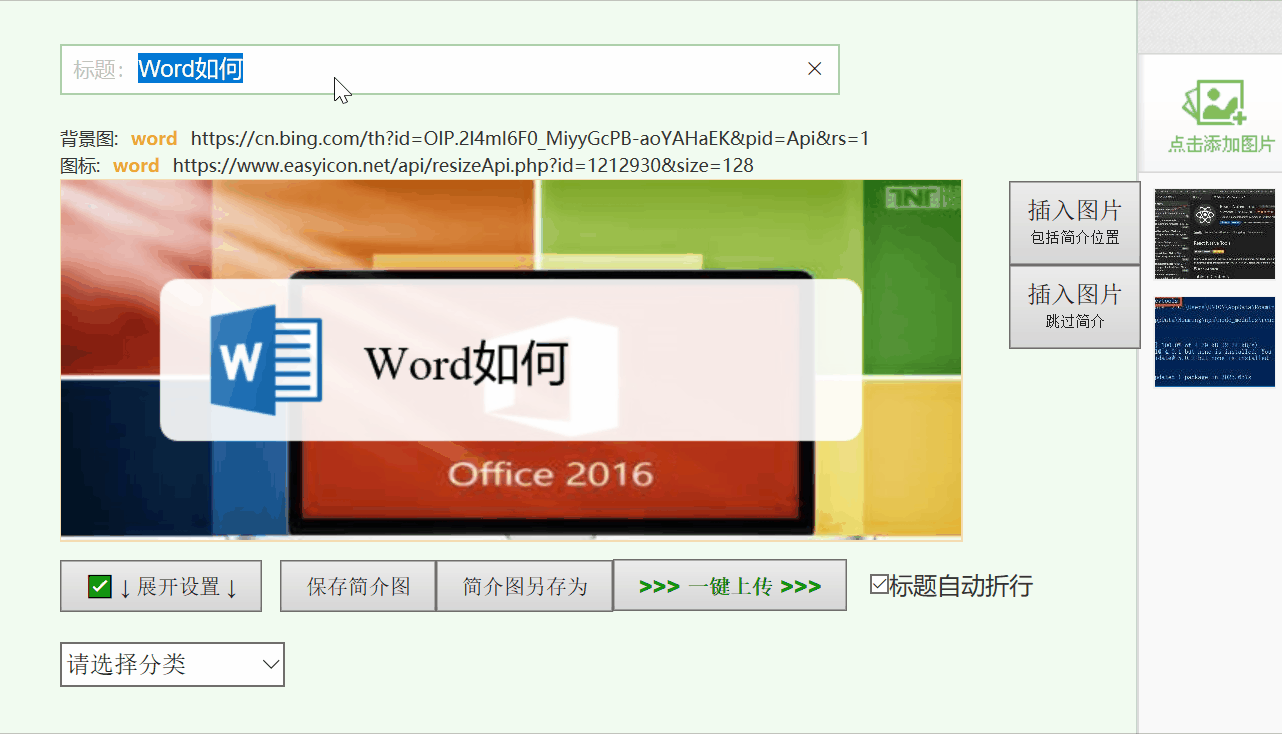 标题： Word如何
背景图: word https://cn.bing.com/th?id=OIP.2l4ml6F0_MiyyGcPB-aoYAHaEK&pid=Api&rs=1
图标: word https://www.easyicon.net/api/resizeApi.php?id=1212930&size=128
TNT
W
Word如何
Office 2016
↓展开设置↓
保存简介图
简介图另存为
>>> 一键上传 >>>
标题自动折行
请选择分类
插入图片
包括简介位置
插入图片
跳过简介
点击添加图片
React Native Tools